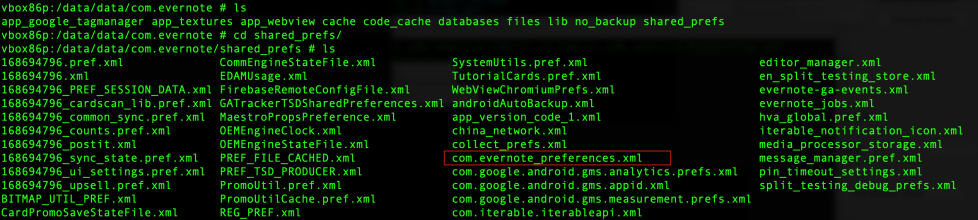 vbox86p:/data/data/com.evernote # ls
app_google_tagmanager app_textures app_webview cache code_cache databases files lib no_backup shared_prefs
vbox86p:/data/data/com.evernote # cd shared_prefs/
vbox86p:/data/data/com.evernote/shared_prefs # ls
168694796.pref.xml CommEngineStateFile.xml SystemUtils.pref.xml editor_manager.xml
168694796.xml EDAMUsage.xml TutorialCards.pref.xml en_split_testing_store.xml
168694796_PREF_SESSION_DATA.xml FirebaseRemoteConfigFile.xml WebViewChromiumPrefs.xml evernote-ga-events.xml
168694796_cardscan_lib.pref.xml GATrackerTSDSharedPreferences.xml androidAutoBackup.xml evernote_jobs.xml
168694796_common_sync.pref.xml MaestroPropsPreference.xml app_version_code_1.xml hva_global.pref.xml
168694796_counts.pref.xml OEMEngineClock.xml china_network.xml iterable_notification_icon.xml
168694796_postit.xml OEMEngineStateFile.xml collect_prefs.xml media_processor_storage.xml
168694796_sync_state.pref.xml PREF_FILE_CACHED.xml com.evernote_preferences.xml message_manager.pref.xml
168694796_ui_settings.pref.xml PREF_TSD_PRODUCER.xml com.google.android.gms.analytics.prefs.xml pin_timeout_settings.xml
168694796_upsell.pref.xml PromoUtil.pref.xml com.google.android.gms.appid.xml split_testing_debug_prefs.xml
BITMAP_UTIL_PREF.xml PromoUtilCache.pref.xml com.google.android.gms.measurement.prefs.xml
CardPromoSaveStateFile.xml REG_PREF.xml com.iterable.iterableapi.xml